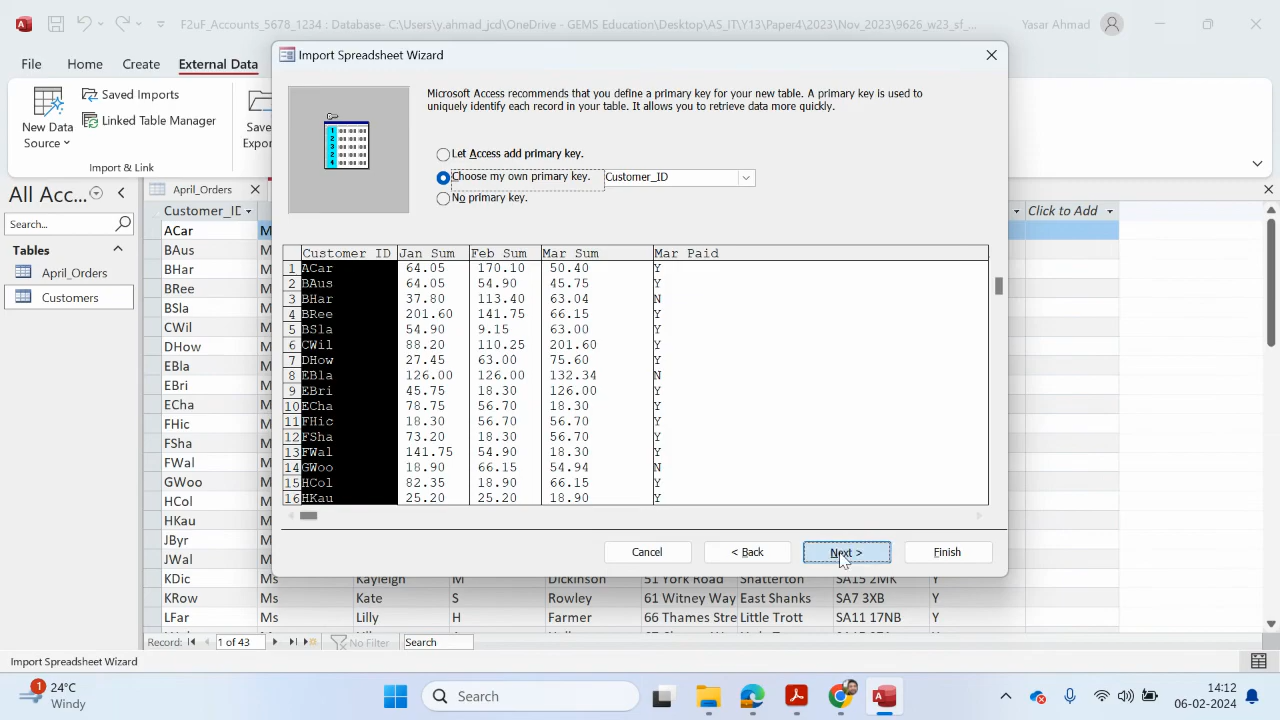 F2uF_Accounts_5678_1234 : Database- C:\Users\y.ahmad_jcd\OneDrive - GEMS Education\Desktop\AS_IT\Y13\Paper4\2023\Nov_2023\9626_w23_sf_
Yasar Ahmad
File Home Create External Data
Import Spreadsheet Wizard
New Data Source
Saved Imports
Linked Table Manager
Import & Link
Microsoft Access recommends that you define a primary key for your new table. A primary key is used to
uniquely identify each record in your table. It allows you to retrieve data more quickly.
Let Access add primary key.
Choose my own primary key. Customer_ID
No primary key.
All Acc...
Search...
Tables
April_Orders
Customers
April_Orders
Click to Add
Customer ID Jan Sum Feb Sum Mar Sum Mar Paid
1 ACar 64.05 170.10 50.40 Y
2 BAus 64.05 54.90 45.75 Y
3 BHar 37.80 113.40 63.04 N
4 BRee 201.60 141.75 66.15 Y
5 BSla 54.90 9.15 63.00 Y
6 CWil 88.20 110.25 201.60 Y
7 DHow 27.45 63.00 75.60 Y
8 EBla 126.00 126.00 132.34 N
9 EBri 45.75 18.30 126.00 Y
10 ECha 78.75 56.70 18.30 Y
11 FHic 18.30 56.70 56.70 Y
12 FSha 73.20 18.30 56.70 Y
13 FWal 141.75 54.90 18.30 Y
14 GWoo 18.90 66.15 54.94 N
15 HCol 82.35 18.90 66.15 Y
16 HKau 25.20 25.20 18.90 Y
Cancel < Back Next > Finish
ACar M
BAus M
BHar M
BRee M
BSla M
CWil M
DHow M
EBla M
EBri M
ECha M
FHic M
FSha M
FWal M
GWoo M
HCol M
HKau M
JByr M
JWal M
KDic Ms Kayleigh M Dickinson 51 York Road Shatterton SA15 2MK Y
KRow Ms Kate S Rowley 66 Witney Way East Shanks SA7 3XB Y
LFar Ms Lilly H Farmer 66 Thames Stre Little Trott SA11 17NB Y
Record: 1 of 43 No Filter Search
Import Spreadsheet Wizard
1
24°C
Windy
Search
14:12
06-02-2024